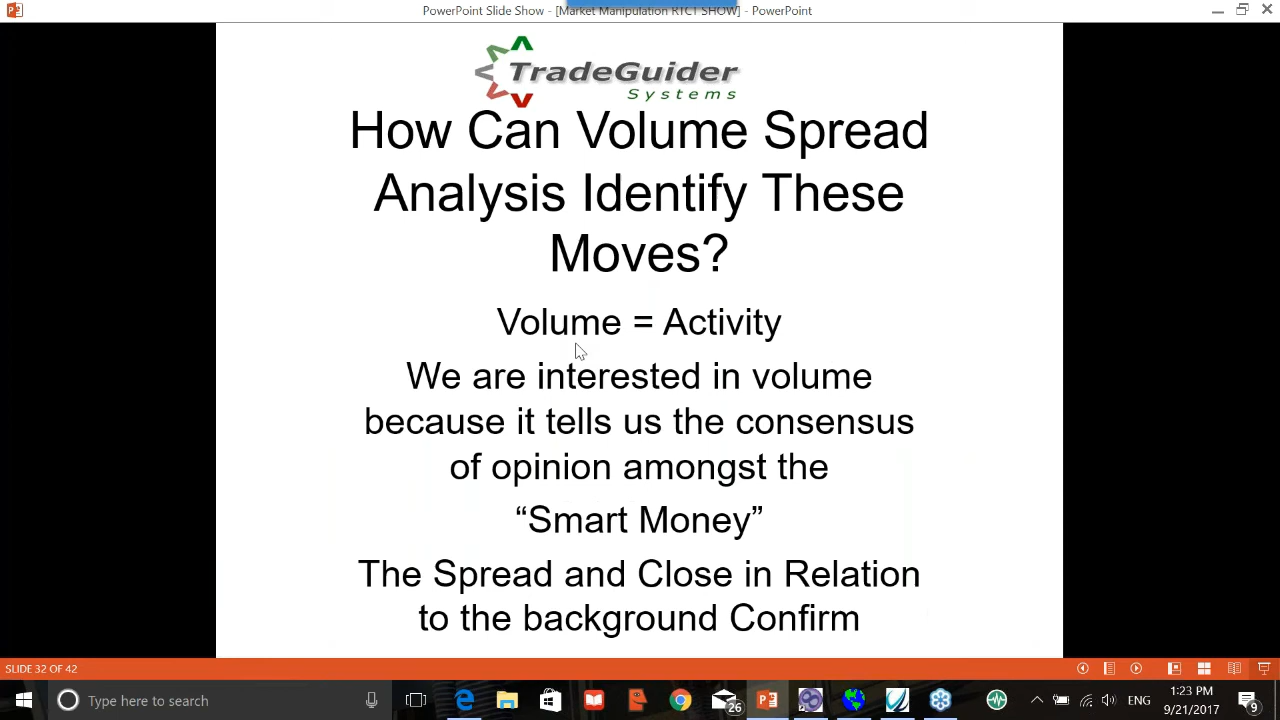 PowerPoint Slide Show - [Market Manipulation RTCT SHOW] - PowerPoint
TradeGuider
Systems
How Can Volume Spread
Analysis Identify These
Moves?
Volume = Activity
We are interested in volume
because it tells us the consensus
of opinion amongst the
“Smart Money”
The Spread and Close in Relation
to the background Confirm
SLIDE 32 OF 42
Type here to search
26
ENG
:23 PM
9/21/2017
9